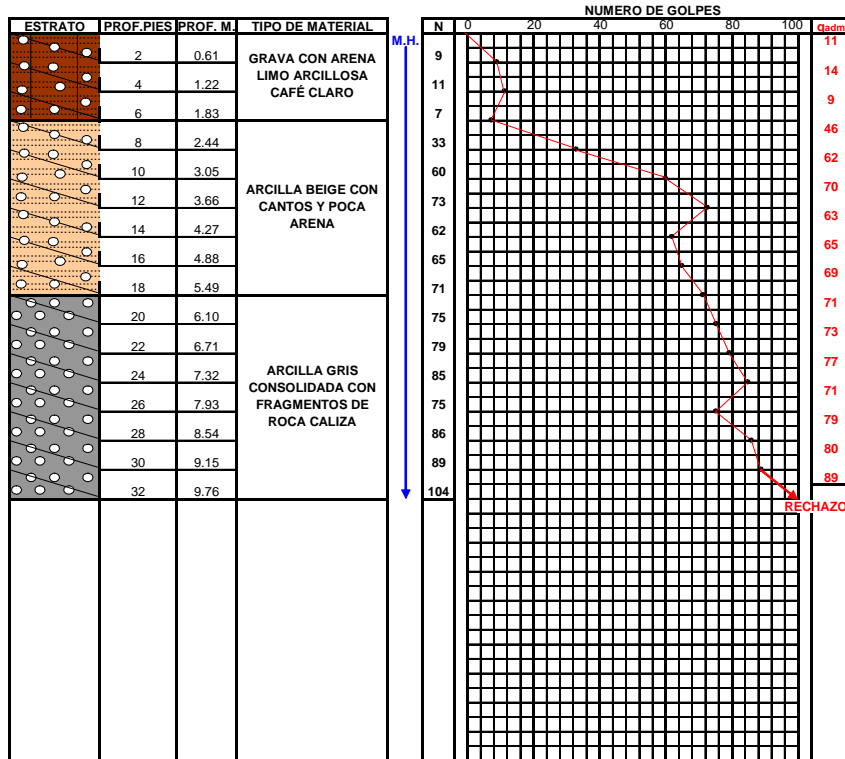 NUMERO DE GOLPES
ESTRATO PROF.PIES PROF. M. TIPO DE MATERIAL N 0 20 40 60 80 100 qadm
M.H.
GRAVA CON ARENA
LIMO ARCILLOSA
CAFÉ CLARO
ARCILLA BEIGE CON
CANTOS Y POCA
ARENA
ARCILLA GRIS
CONSOLIDADA CON
FRAGMENTOS DE
ROCA CALIZA
2 0.61 9 11
4 1.22 11 14
6 1.83 7 9
8 2.44 33 46
10 3.05 60 62
12 3.66 73 70
14 4.27 62 63
16 4.88 65 65
18 5.49 71 69
20 6.10 75 71
22 6.71 79 73
24 7.32 85 77
26 7.93 75 71
28 8.54 86 79
30 9.15 89 80
32 9.76 104 89
RECHAZO